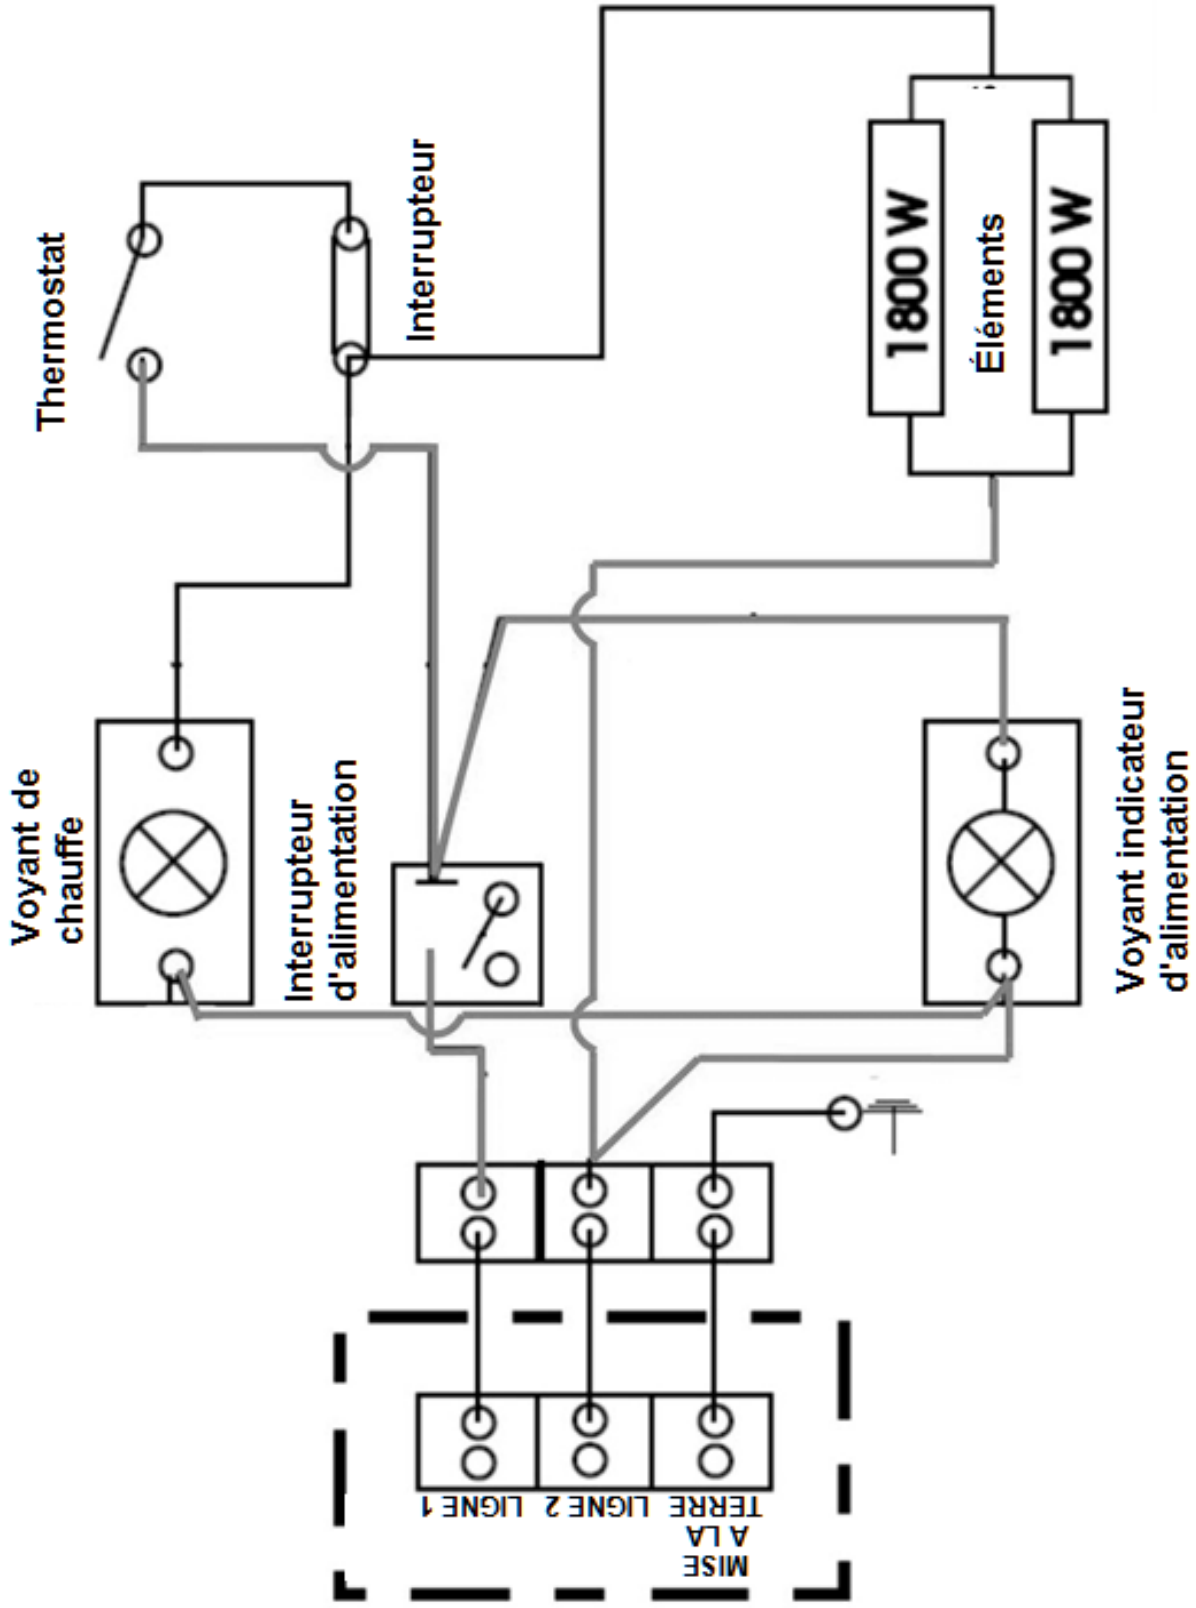 Thermostat
Interrupteur
1800 W
Éléments
1800 W
Voyant de
chauffe
Interrupteur
d'alimentation
Voyant indicateur
d'alimentation
LIGNE 1
LIGNE 2
MISE
A LA
TERRE